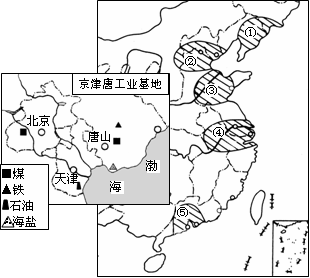 ①
②
③
④
⑤
京津唐工业基地
北京
唐山
天津
渤
海
煤
铁
石油
海盐